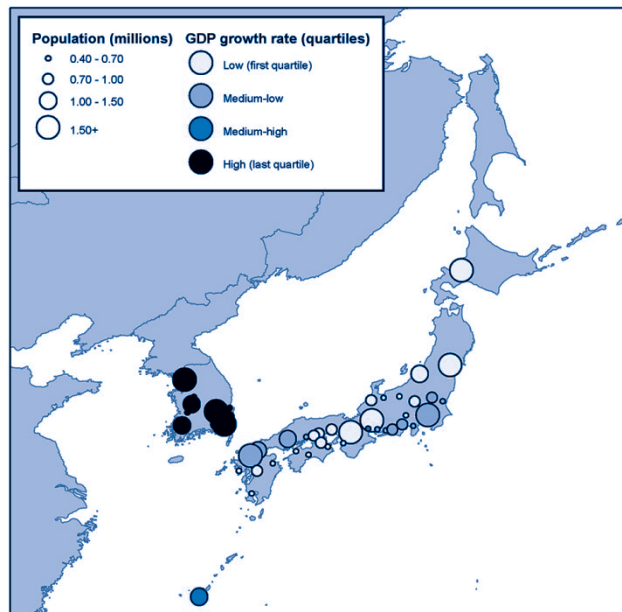 Population (millions)
0.40 - 0.70
0.70 - 1.00
1.00 - 1.50
1.50+
GDP growth rate (quartiles)
Low (first quartile)
Medium-low
Medium-high
High (last quartile)